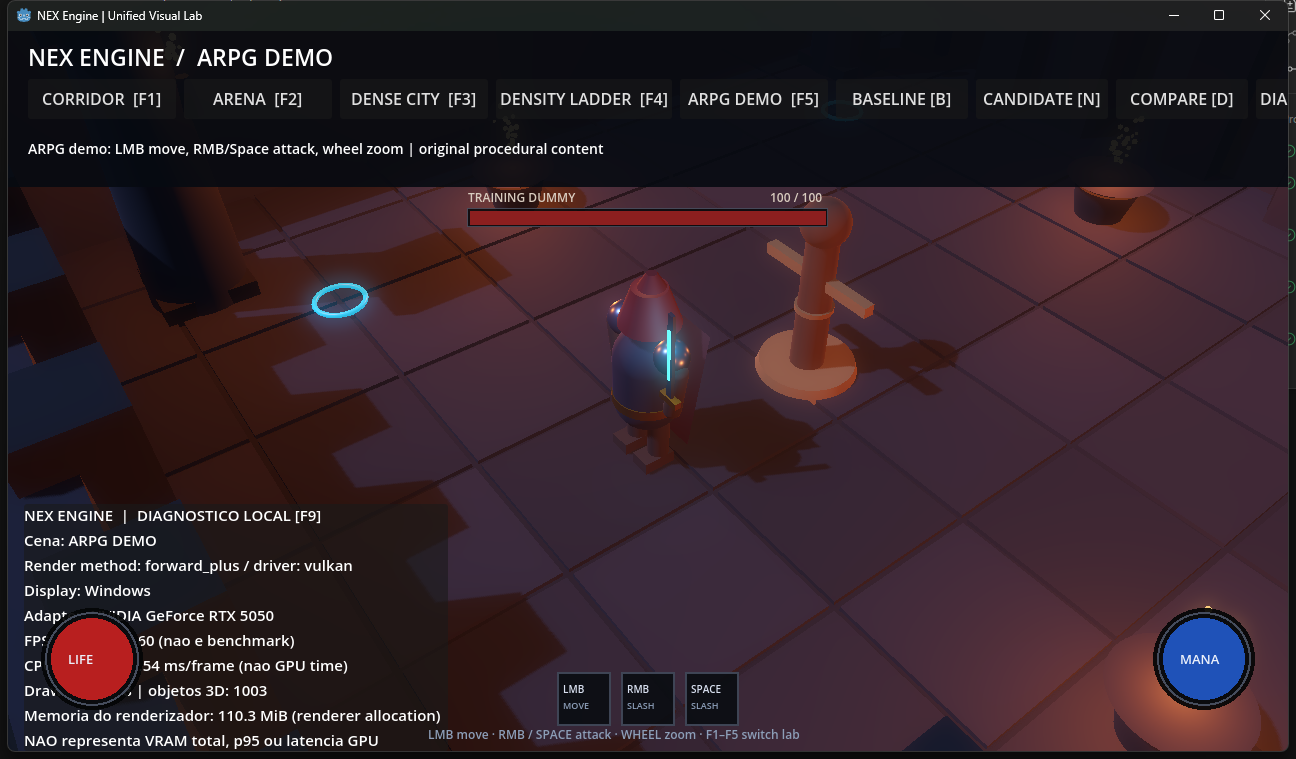 NEX Engine | Unified Visual Lab
NEX ENGINE / ARPG DEMO
CORRIDOR [F1] ARENA [F2] DENSE CITY [F3] DENSITY LADDER [F4] ARPG DEMO [F5] BASELINE [B] CANDIDATE [N] COMPARE [D] DIA
ARPG demo: LMB move, RMB/Space attack, wheel zoom | original procedural content
TRAINING DUMMY 100 / 100
NEX ENGINE | DIAGNOSTICO LOCAL [F9]
Cena: ARPG DEMO
Render method: forward_plus / driver: vulkan
Display: Windows
GeForce RTX 5050
60 (nao e benchmark)
LIFE
54 ms/frame (nao GPU time)
| objetos 3D: 1003
Memoria do renderizador: 110.3 MiB (renderer allocation)
NAO representa VRAM total, p95 ou latencia GPU
LMB
MOVE
RMB
SLASH
SPACE
SLASH
LMB move · RMB / SPACE attack · WHEEL zoom · F1–F5 switch lab
MANA